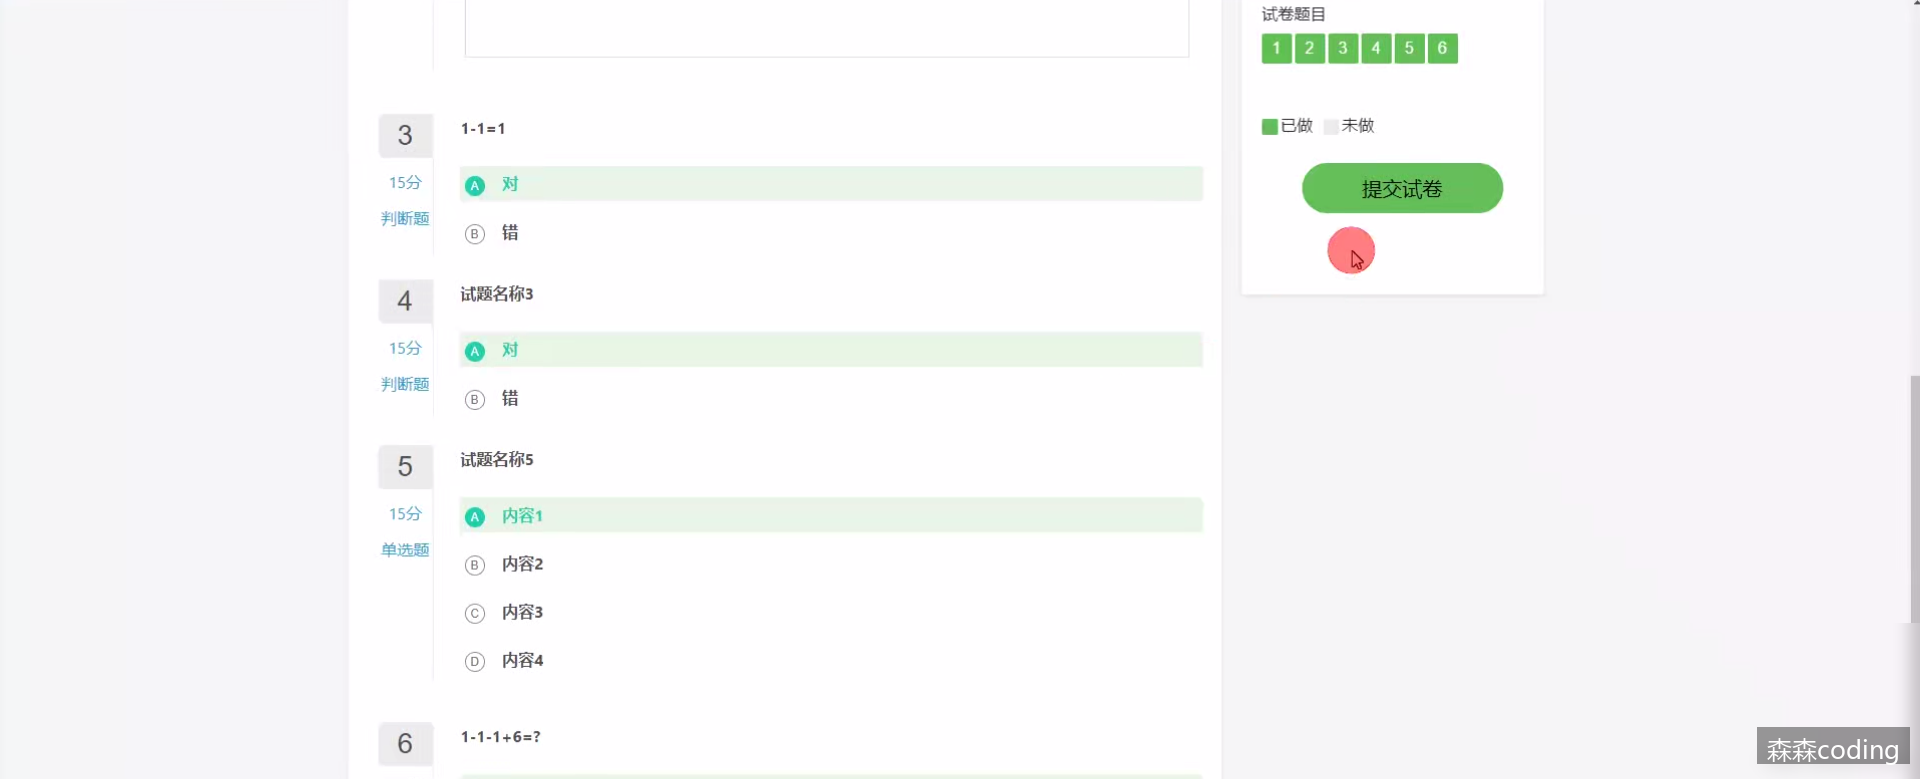 3
15分
判断题
1-1=1
A 对
B 错
4
15分
判断题
试题名称3
A 对
B 错
5
15分
单选题
试题名称5
A 内容1
B 内容2
C 内容3
D 内容4
6
1-1-1+6=?
试卷题目
1 2 3 4 5 6
已做 未做
提交试卷
森森coding